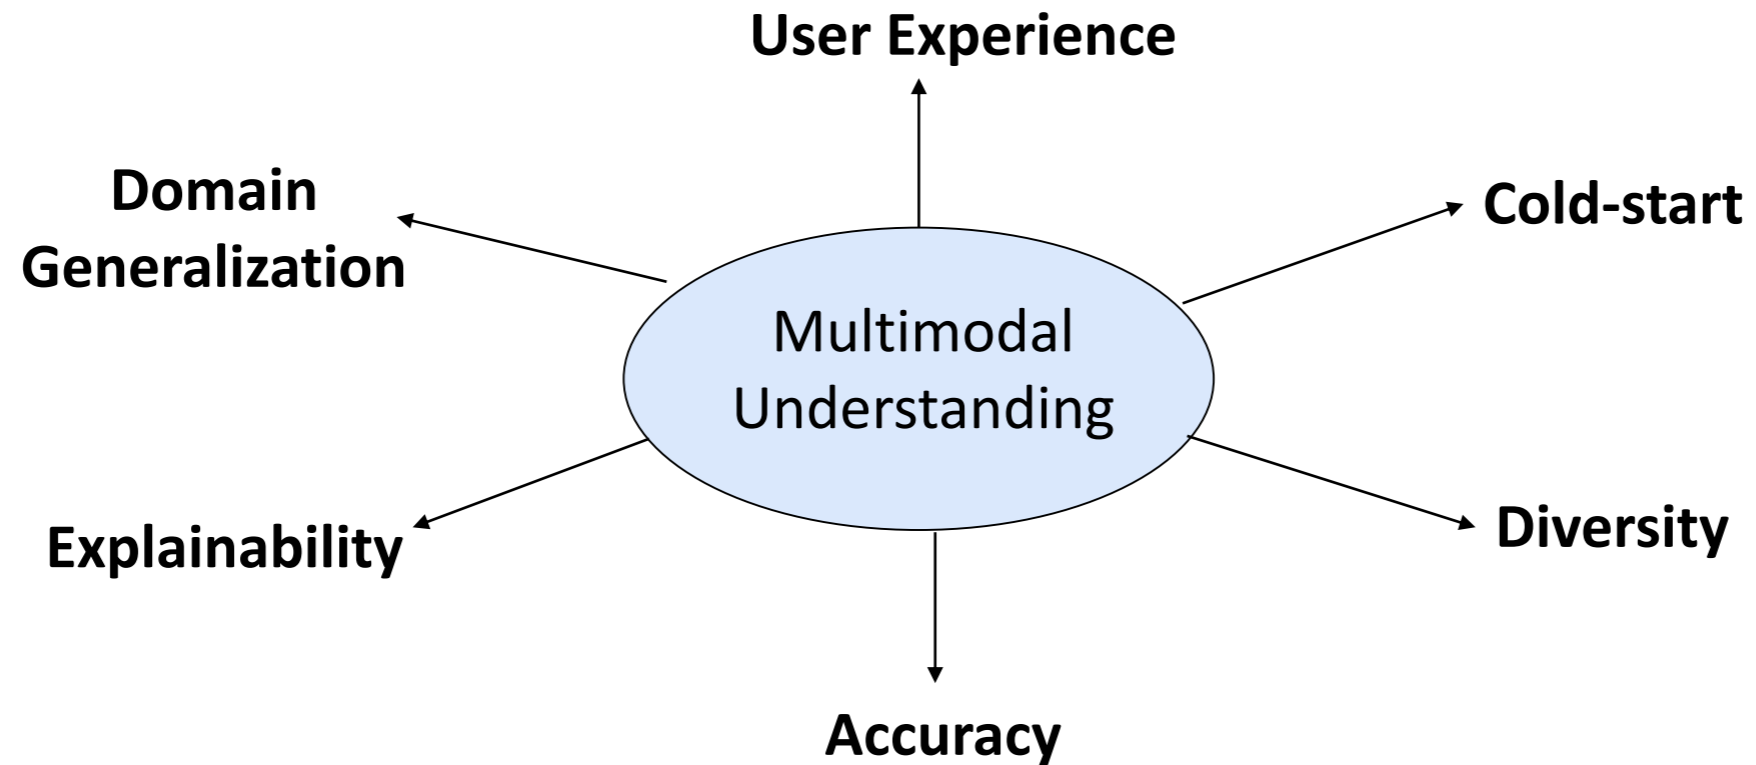 User Experience
Domain
Generalization
Cold-start
Multimodal
Understanding
Explainability
Diversity
Accuracy